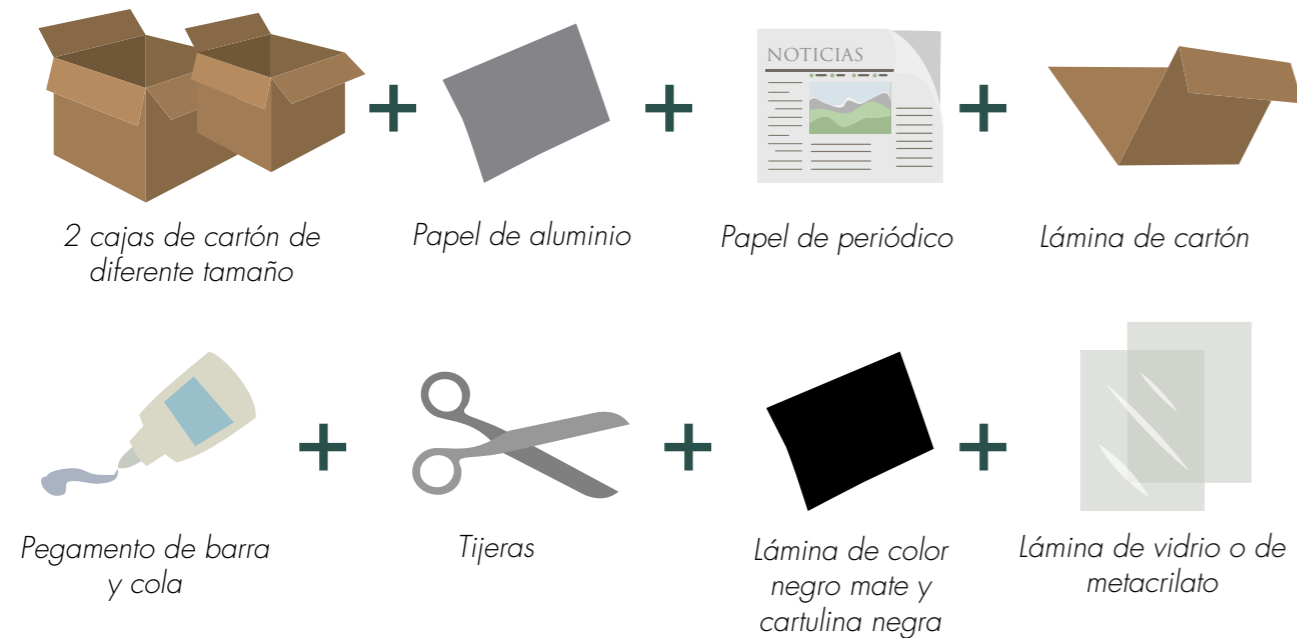 NOTICIAS
2 cajas de cartón de
diferente tamaño
Papel de aluminio
Papel de periódico
Lámina de cartón
Pegamento de barra
y cola
Tijeras
Lámina de color
negro mate y
cartulina negra
Lámina de vidrio o de
metacrilato